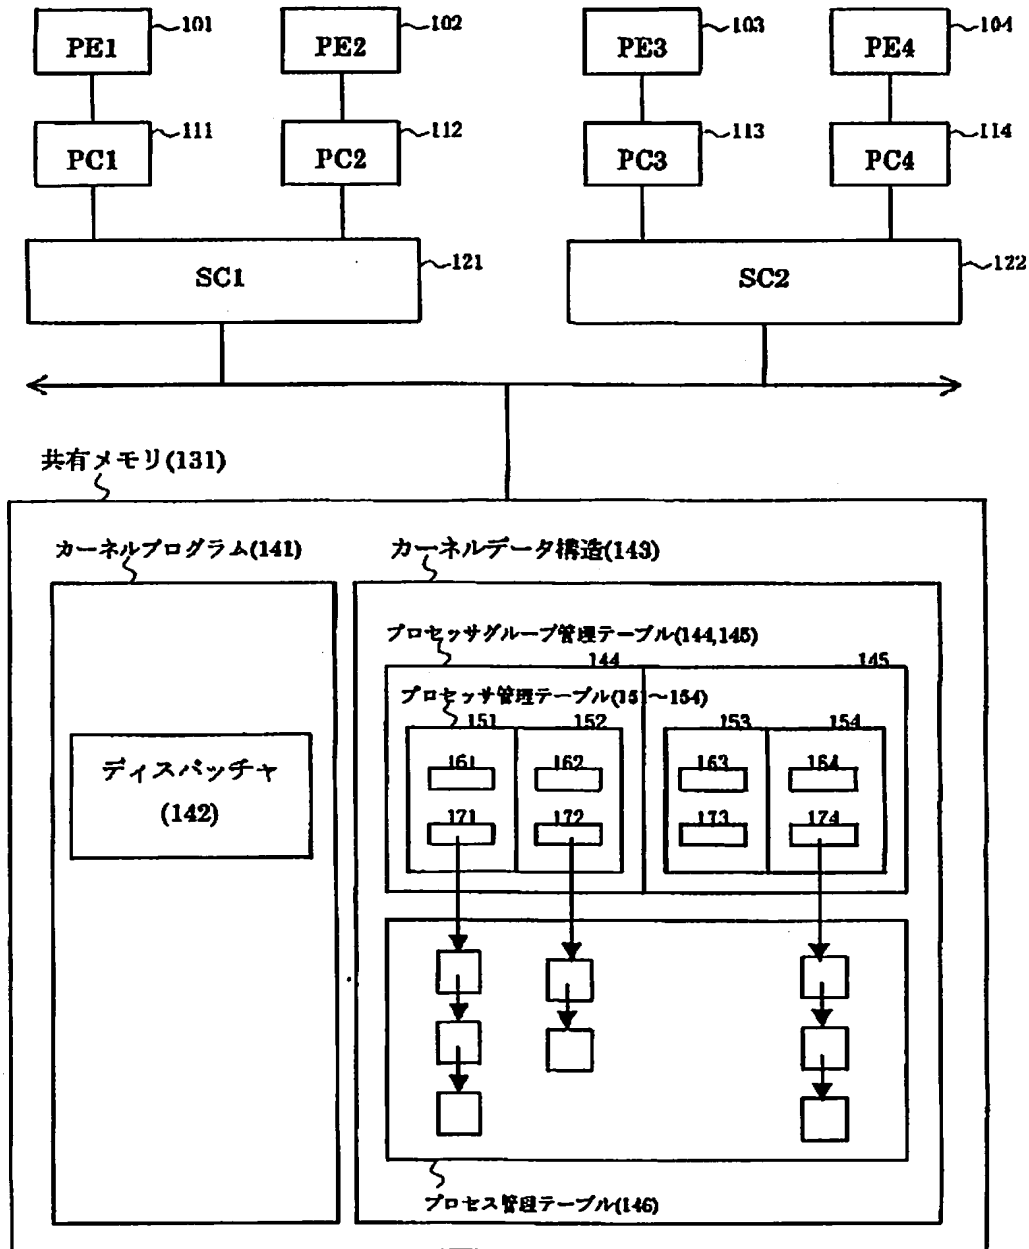 PE1 101 PE2 102 PE3 103 PE4 104
PC1 111 PC2 112 PC3 113 PC4 114
SC1 121 SC2 122
共有メモリ(131)
カーネルプログラム(141) カーネルデータ構造(143)
プロセッサグループ管理テーブル(144,145)
144 145
プロセッサ管理テーブル(151～154)
151 152 153 154
161 162 163 164
171 172 173 174
ディスパッチャ
(142)
プロセス管理テーブル(146)